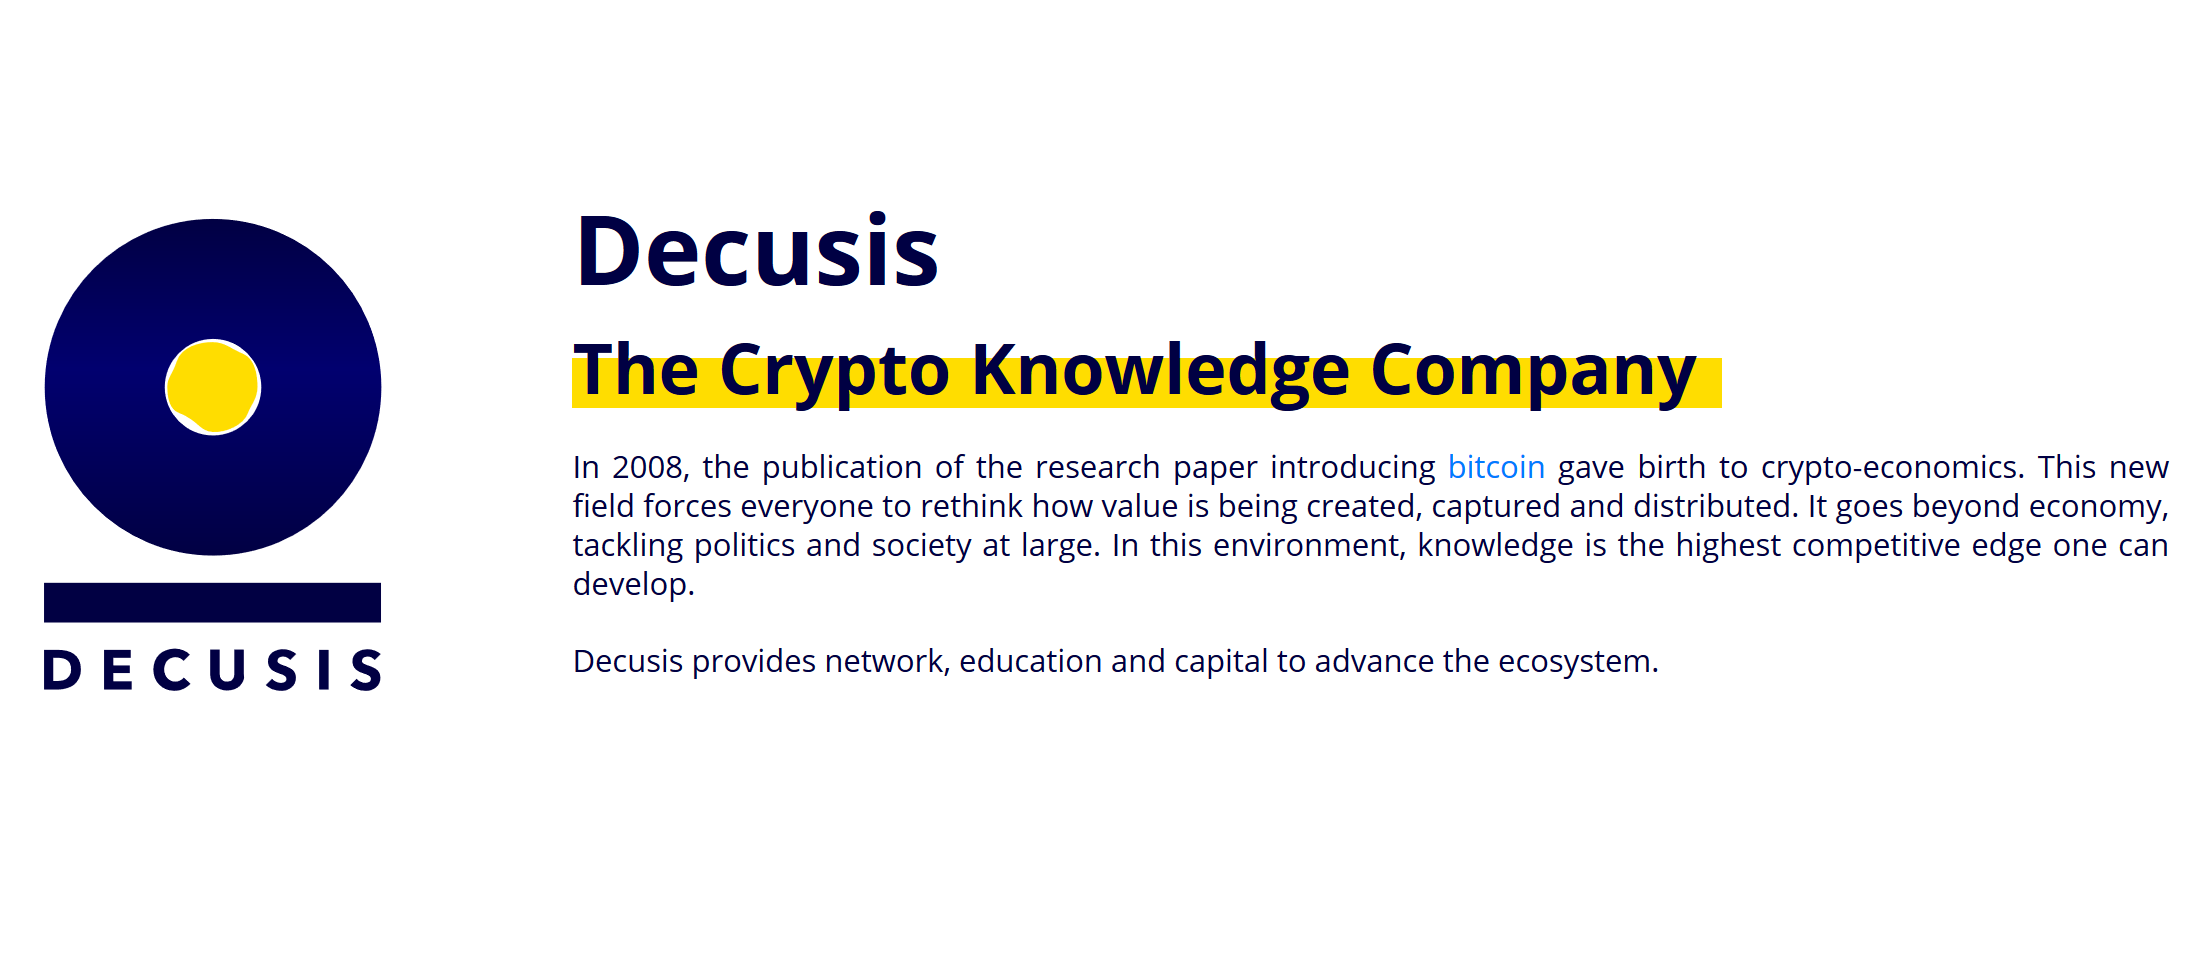 DECUSIS
Decusis
The Crypto Knowledge Company
In 2008, the publication of the research paper introducing bitcoin gave birth to crypto-economics. This new
field forces everyone to rethink how value is being created, captured and distributed. It goes beyond economy,
tackling politics and society at large. In this environment, knowledge is the highest competitive edge one can
develop.
Decusis provides network, education and capital to advance the ecosystem.